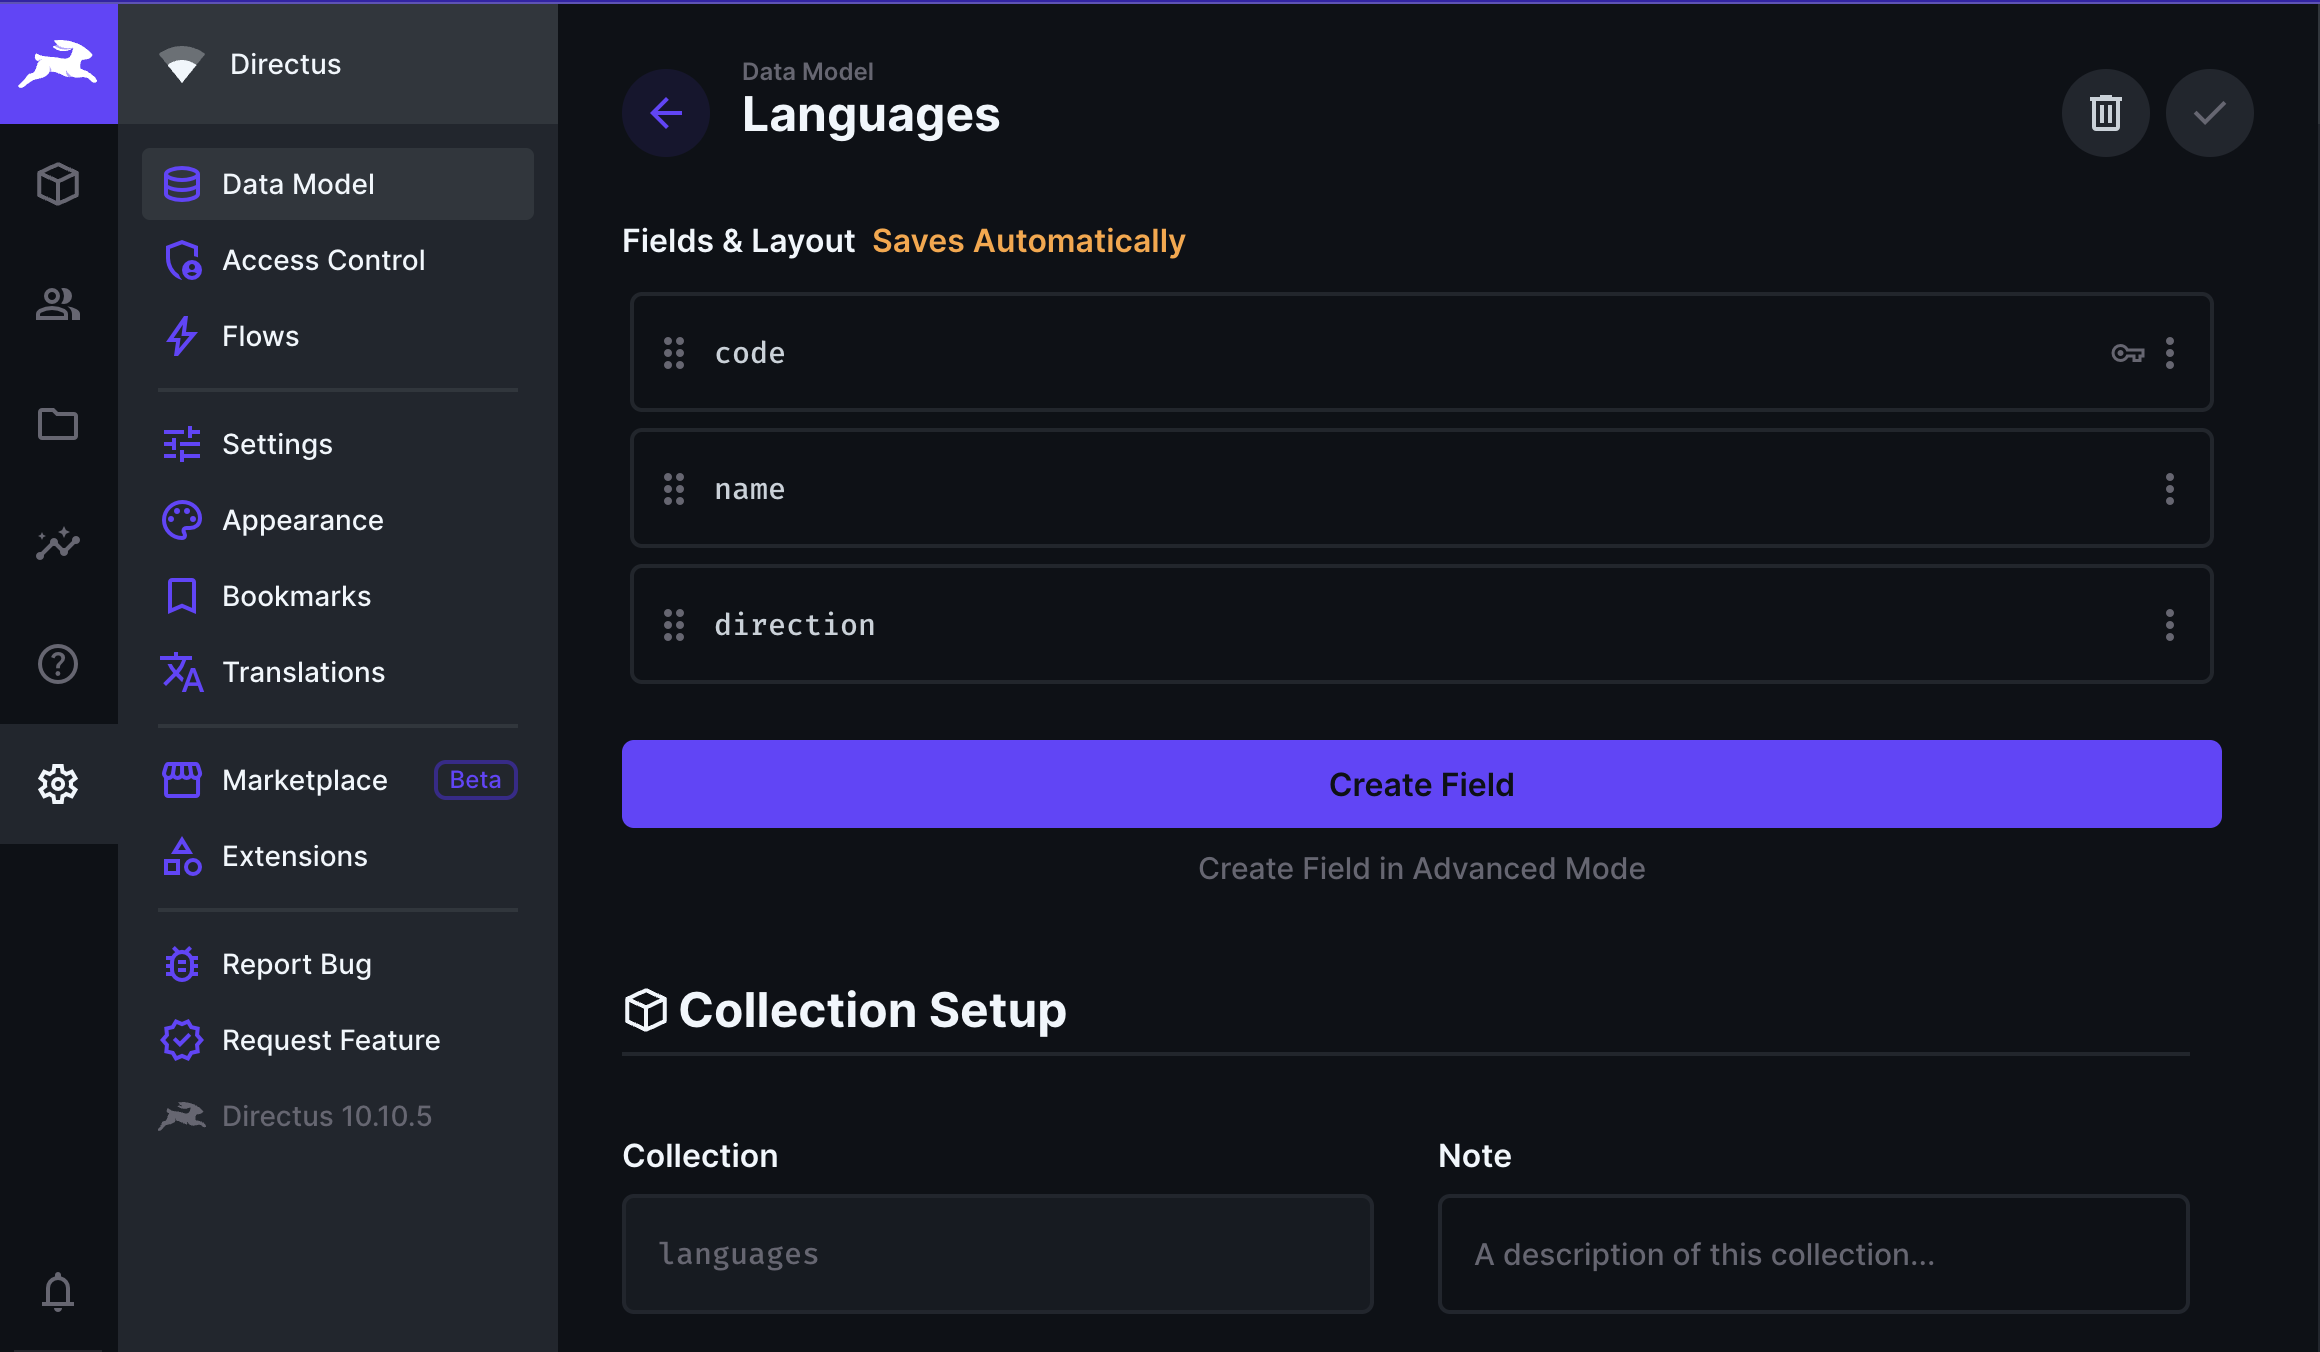 Directus
Data Model
Access Control
Flows
Settings
Appearance
Bookmarks
Translations
Marketplace Beta
Extensions
Report Bug
Request Feature
Directus 10.10.5
Data Model
Languages
Fields & Layout Saves Automatically
code
name
direction
Create Field
Create Field in Advanced Mode
Collection Setup
Collection
languages
Note
A description of this collection...